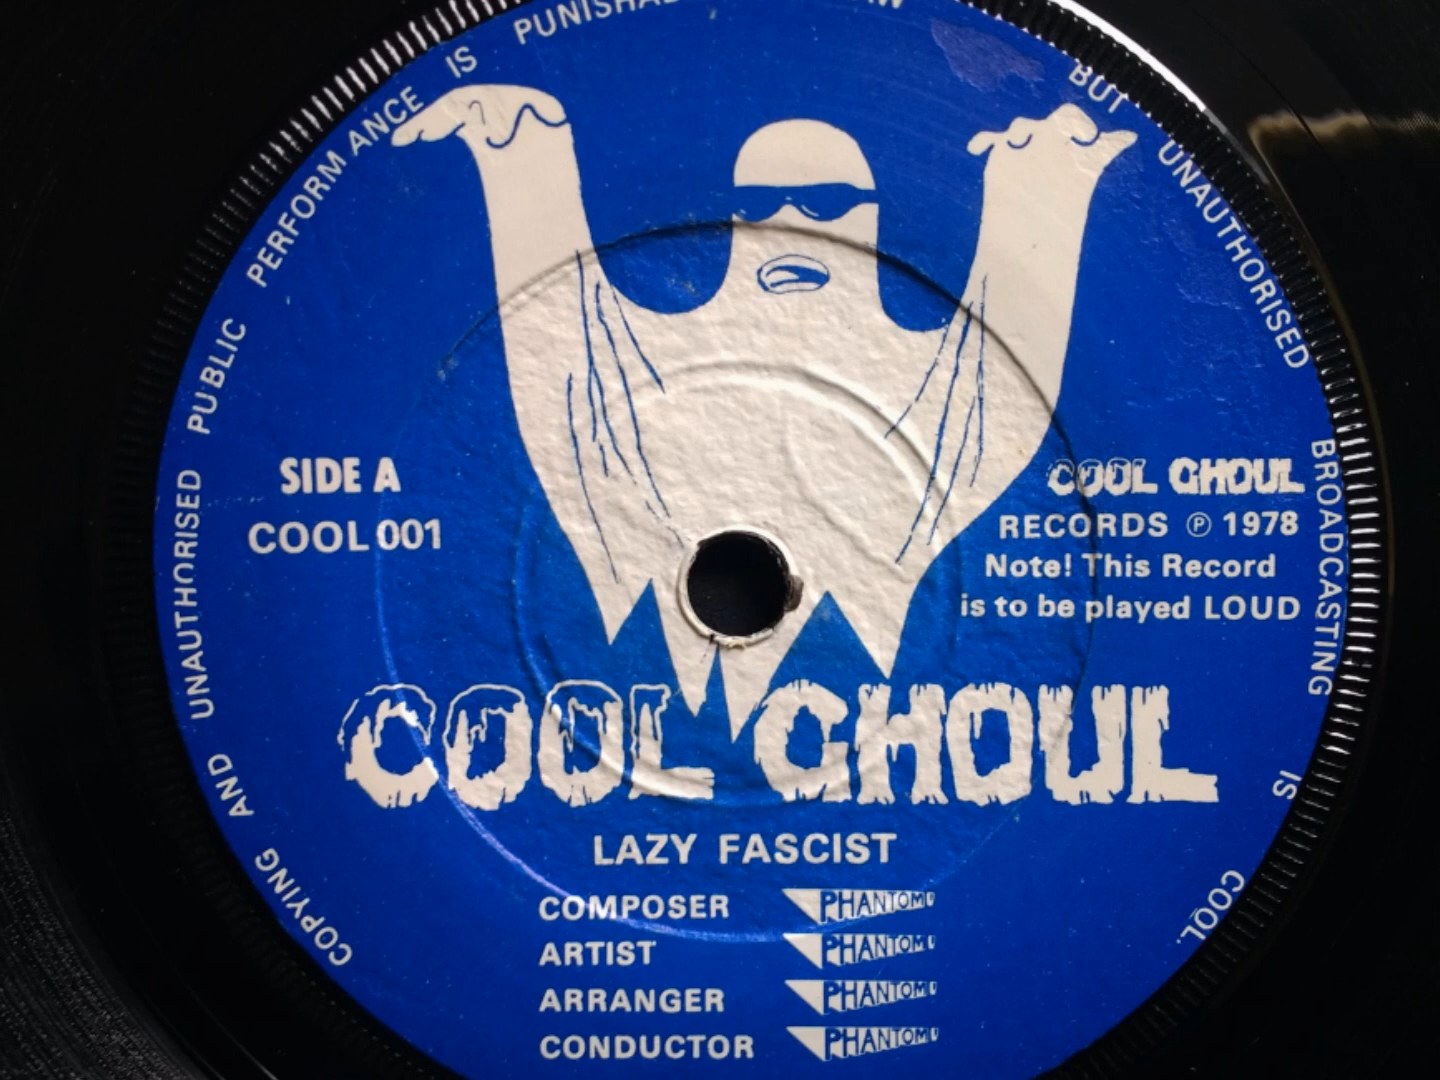 COPYING AND UNAUTHORISED PUBLIC PERFORMANCE IS
BUT UNAUTHORISED BROADCASTING IS COOL.
SIDE A
COOL 001
COOL GHOUL
RECORDS ℗ 1978
Note! This Record
is to be played LOUD
COOL GHOUL
LAZY FASCIST
COMPOSER PHANTOM
ARTIST PHANTOM
ARRANGER PHANTOM
CONDUCTOR PHANTOM